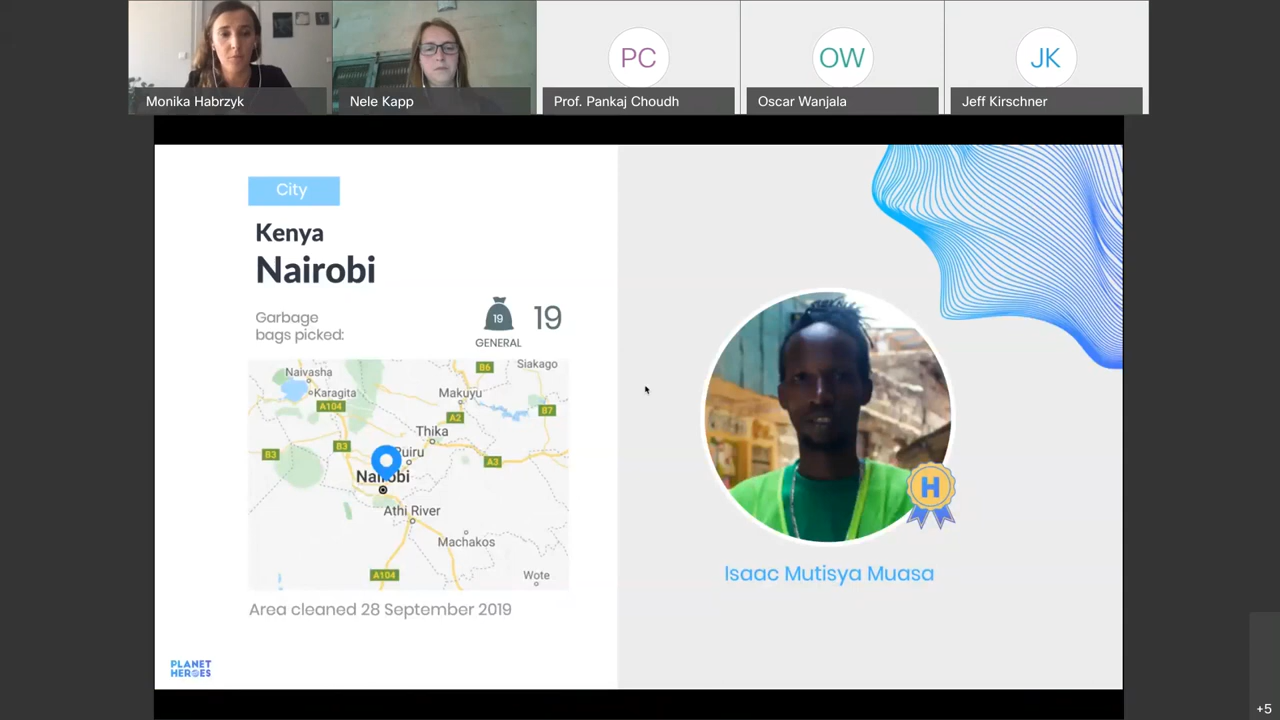 PC
OW
JK
Monika Habrzyk
Nele Kapp
Prof. Pankaj Choudh
Oscar Wanjala
Jeff Kirschner
City
Kenya
Nairobi
Garbage
bags picked:
19
19
GENERAL
Naivasha
Karagita
A104
B3
B3
Makuyu
A2
B6
Siakago
B7
Thika
Ruiru
A3
Nairobi
Athi River
Machakos
A104
Wote
Area cleaned 28 September 2019
H
Isaac Mutisya Muasa
PLANET
HEROES
+5